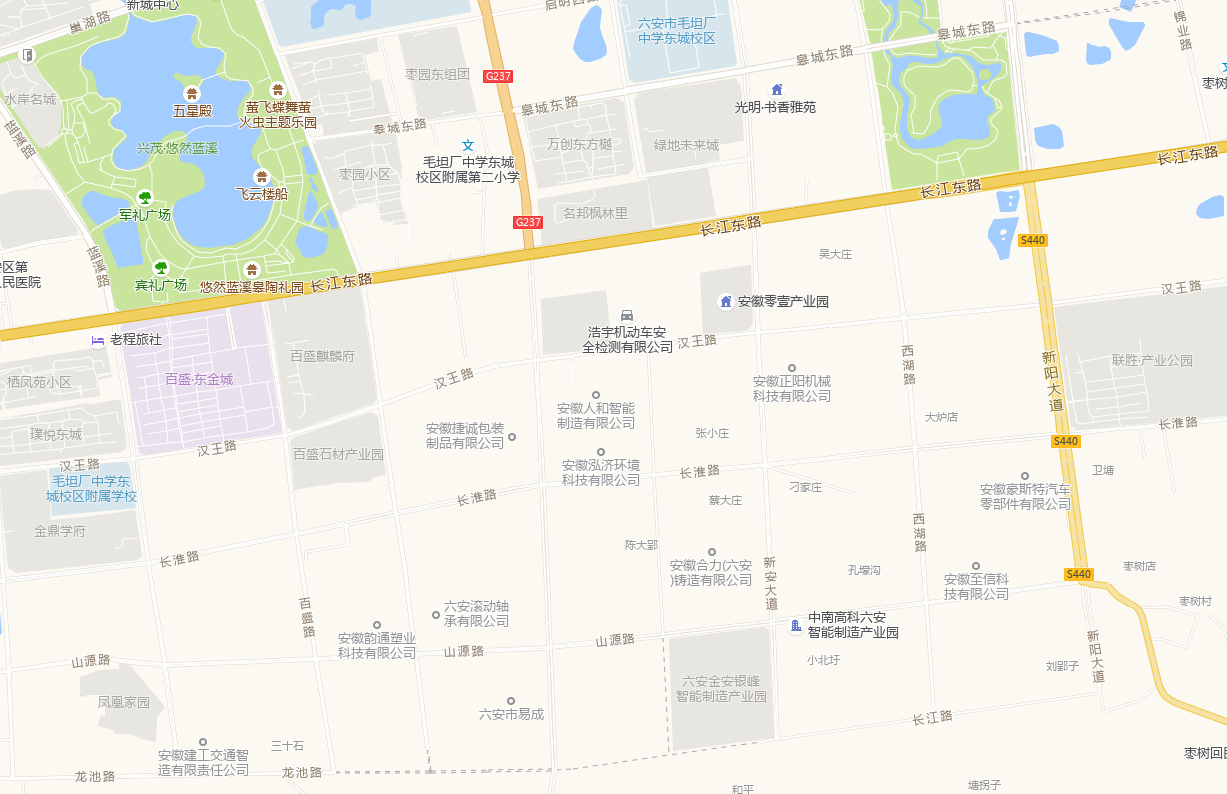 新城中心
巢湖路
启明西路
六安市毛坦厂
中学东城校区
皋城东路
皋城东路
锦业路
枣园东组团
G237
水岸名城
五星殿
萤飞蝶舞萤
火虫主题乐园
皋城东路
皋城东路
光明·书香雅苑
枣树
蓝溪路
兴茂·悠然蓝溪
毛坦厂中学东城
校区附属第二小学
万创东方樾
绿地未来城
长江东路
枣园小区
飞云楼船
军礼广场
名邦枫林里
长江东路
G237
长江东路
S440
蓝溪路
区第
民医院
宾礼广场
悠然蓝溪皋陶礼园
长江东路
吴大庄
汉王路
老程旅社
安徽零壹产业园
浩宇机动车安
全检测有限公司
汉王路
百盛麒麟府
西湖路
新阳大道
联胜·产业公园
栖凤苑小区
百盛·东金城
汉王路
安徽正阳机械
科技有限公司
安徽人和智能
制造有限公司
大炉店
长淮路
璞悦东城
安徽捷诚包装
制品有限公司
张小庄
S440
汉王路
汉王路
百盛石材产业园
安徽泓济环境
科技有限公司
长淮路
卫塘
毛坦厂中学东
城校区附属学校
长淮路
蔡大庄
刁家庄
安徽豪斯特汽车
零部件有限公司
金鼎学府
西湖路
陈大郢
长淮路
安徽合力(六安
)铸造有限公司
新安大道
孔壕沟
安徽至信科
技有限公司
S440
枣树店
枣树村
百盛路
六安滚动轴
承有限公司
安徽韵通塑业
科技有限公司
山源路
山源路
中南高科六安
智能制造产业园
新阳大道
山源路
小北圩
刘郢子
凤凰家园
六安金安银峰
智能制造产业园
六安市易成
长江路
安徽建工交通智
造有限责任公司
三十石
枣树回民
龙池路
龙池路
和平
塘拐子